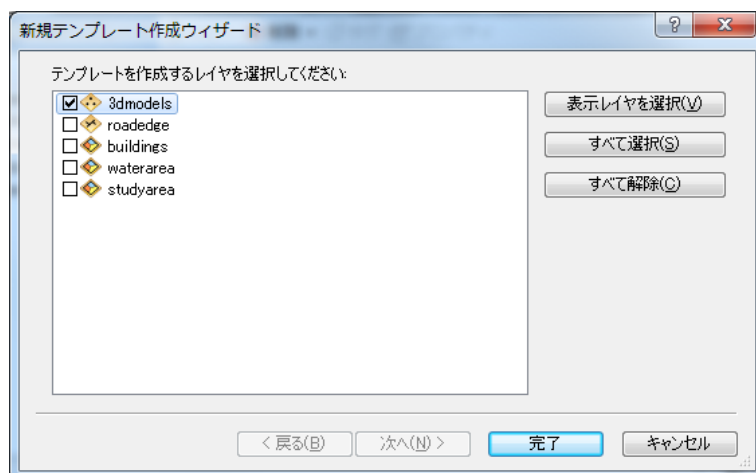 新規テンプレート作成ウィザード
テンプレートを作成するレイヤを選択してください:
3dmodels
roadedge
buildings
waterarea
studyarea
表示レイヤを選択(V)
すべて選択(S)
すべて解除(C)
< 戻る(B)
次へ(N) >
完了
キャンセル